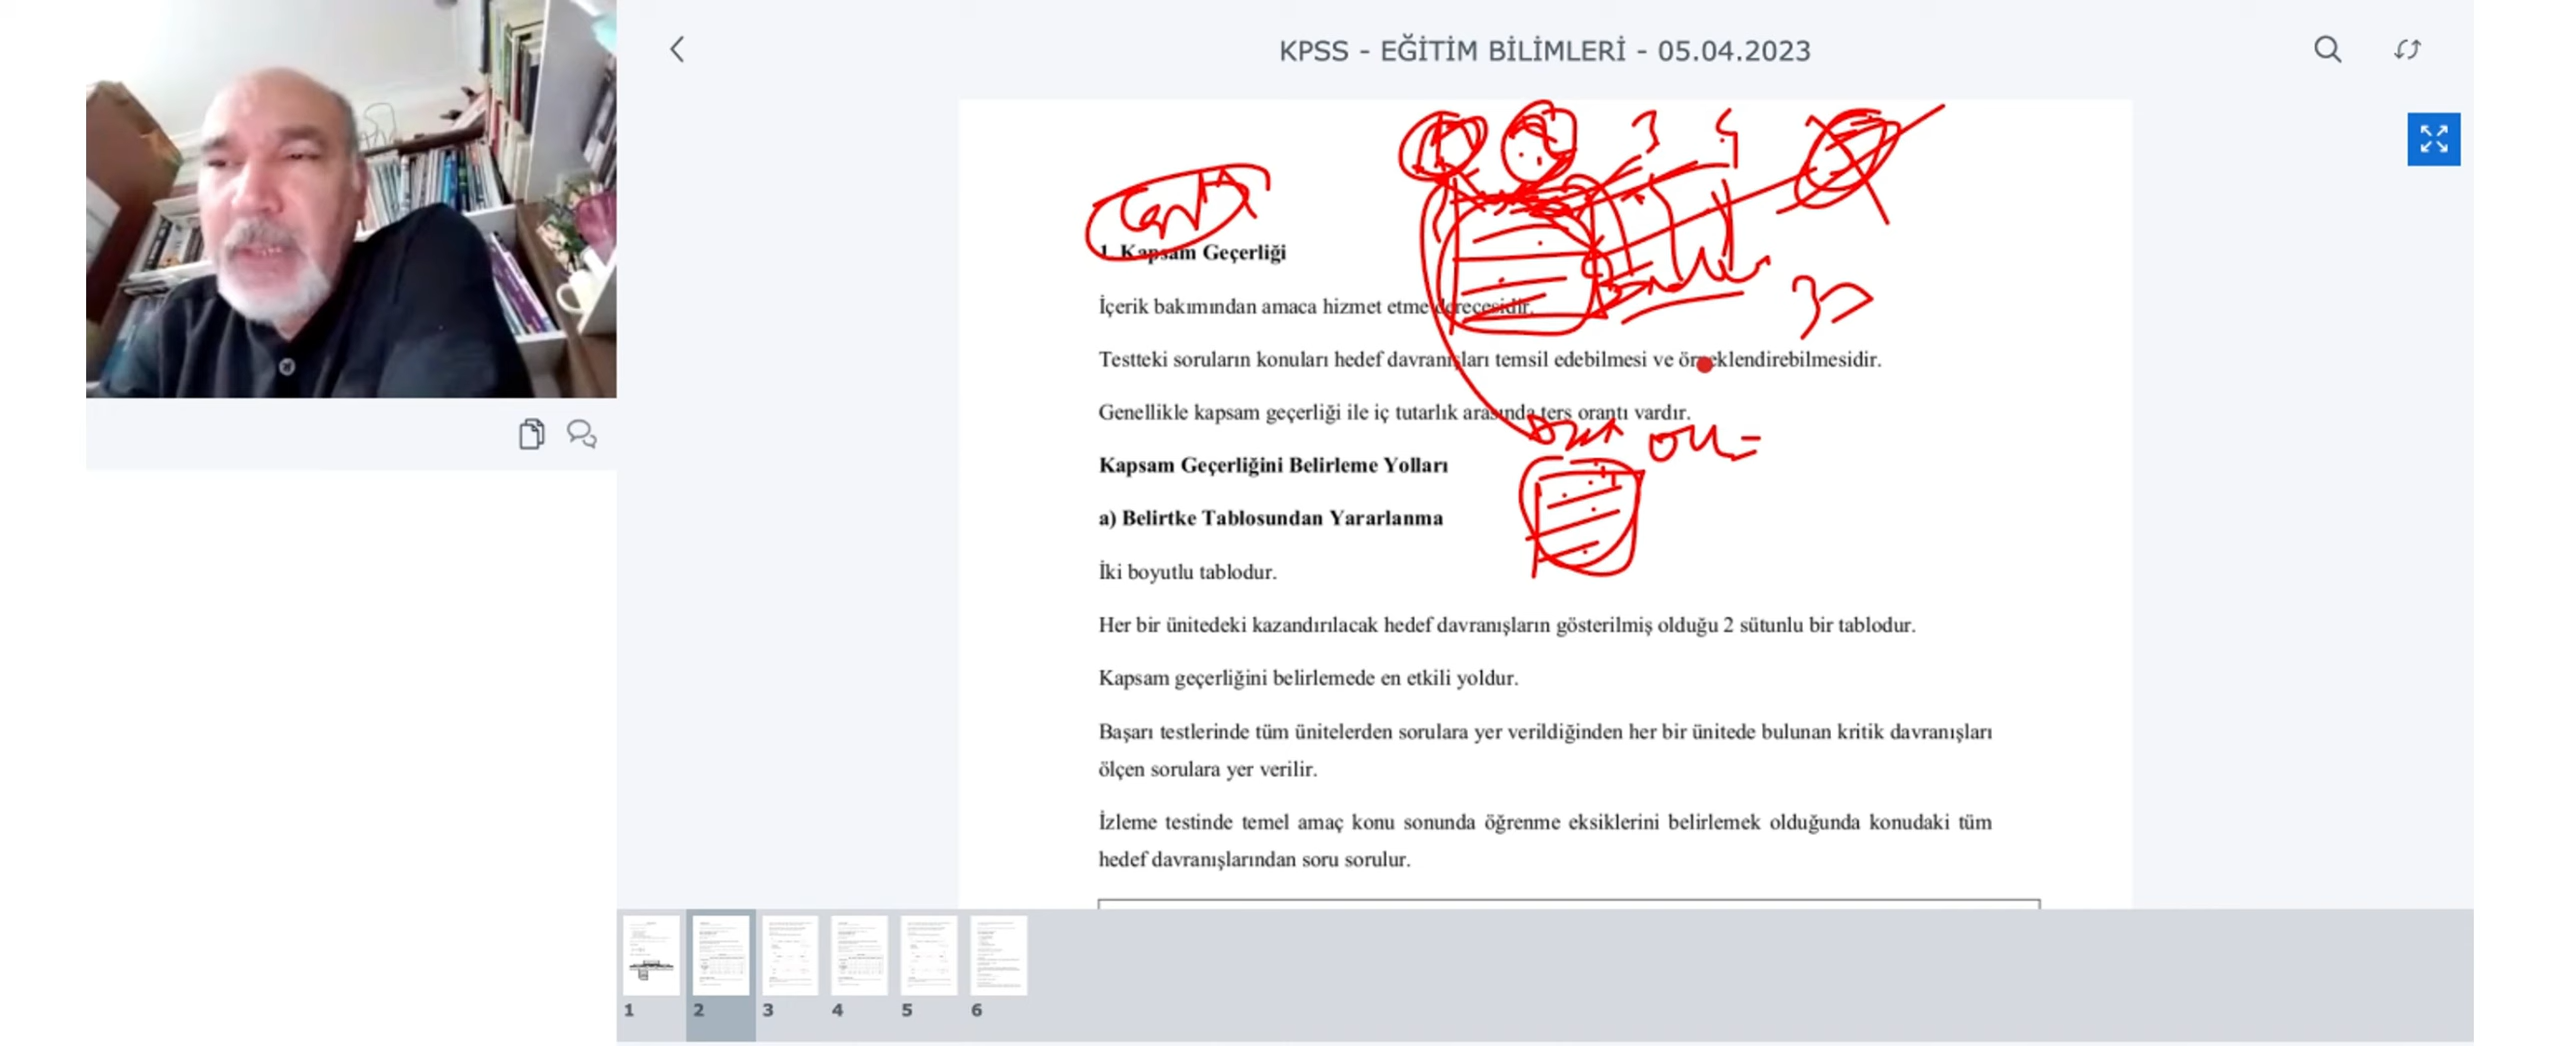 KPSS - EĞİTİM BİLİMLERİ - 05.04.2023
3
1. Kapsam Geçerliği
İçerik bakımından amaca hizmet etme derecesidir.
Testteki soruların konuları hedef davranışları temsil edebilmesi ve örneklendirebilmesidir.
Genellikle kapsam geçerliği ile iç tutarlık arasında ters orantı vardır.
Kapsam Geçerliğini Belirleme Yolları
a) Belirtke Tablosundan Yararlanma
İki boyutlu tablodur.
Her bir ünitedeki kazandırılacak hedef davranışların gösterilmiş olduğu 2 sütunlu bir tablodur.
Kapsam geçerliğini belirlemede en etkili yoldur.
Başarı testlerinde tüm ünitelerden sorulara yer verildiğinden her bir ünitede bulunan kritik davranışları
ölçen sorulara yer verilir.
İzleme testinde temel amaç konu sonunda öğrenme eksiklerini belirlemek olduğunda konudaki tüm
hedef davranışlarından soru sorulur.
1 2 3 4 5 6